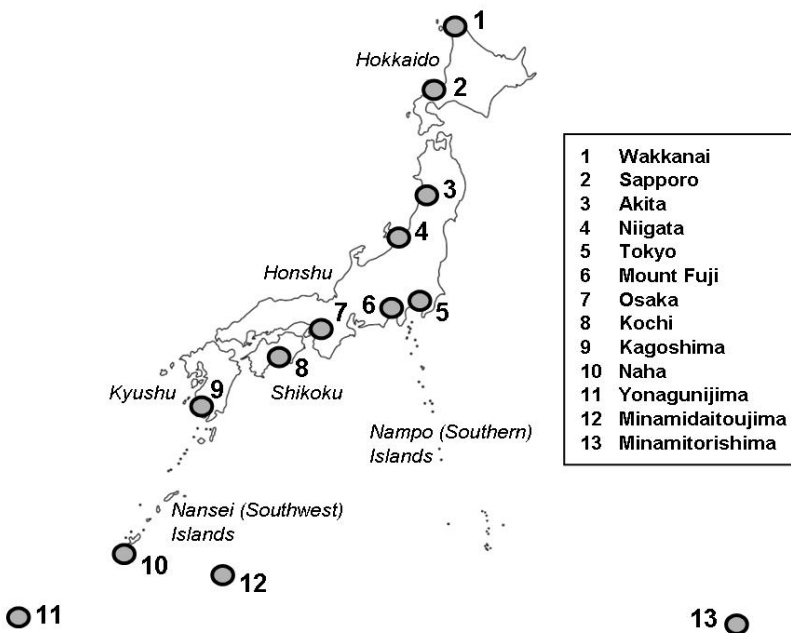 1
Hokkaido
2
3
4
Honshu
6
5
7
8
Kyushu
9
Shikoku
Nampo (Southern)
Islands
Nansei (Southwest)
Islands
10
12
11
13
1 Wakkanai
2 Sapporo
3 Akita
4 Niigata
5 Tokyo
6 Mount Fuji
7 Osaka
8 Kochi
9 Kagoshima
10 Naha
11 Yonagunijima
12 Minamidaitoujima
13 Minamitorishima